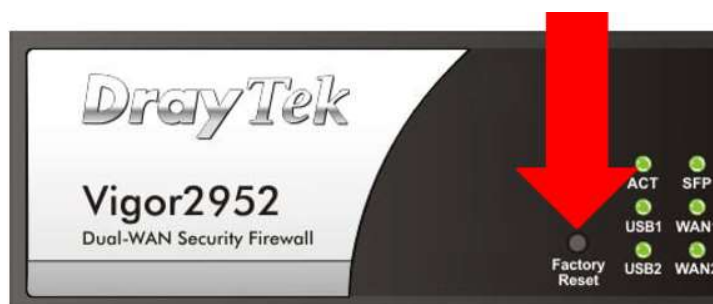 DrayTek
Vigor2952
Dual-WAN Security Firewall
ACT SFP
USB1 WAN
Factory Reset
USB2 WAN2